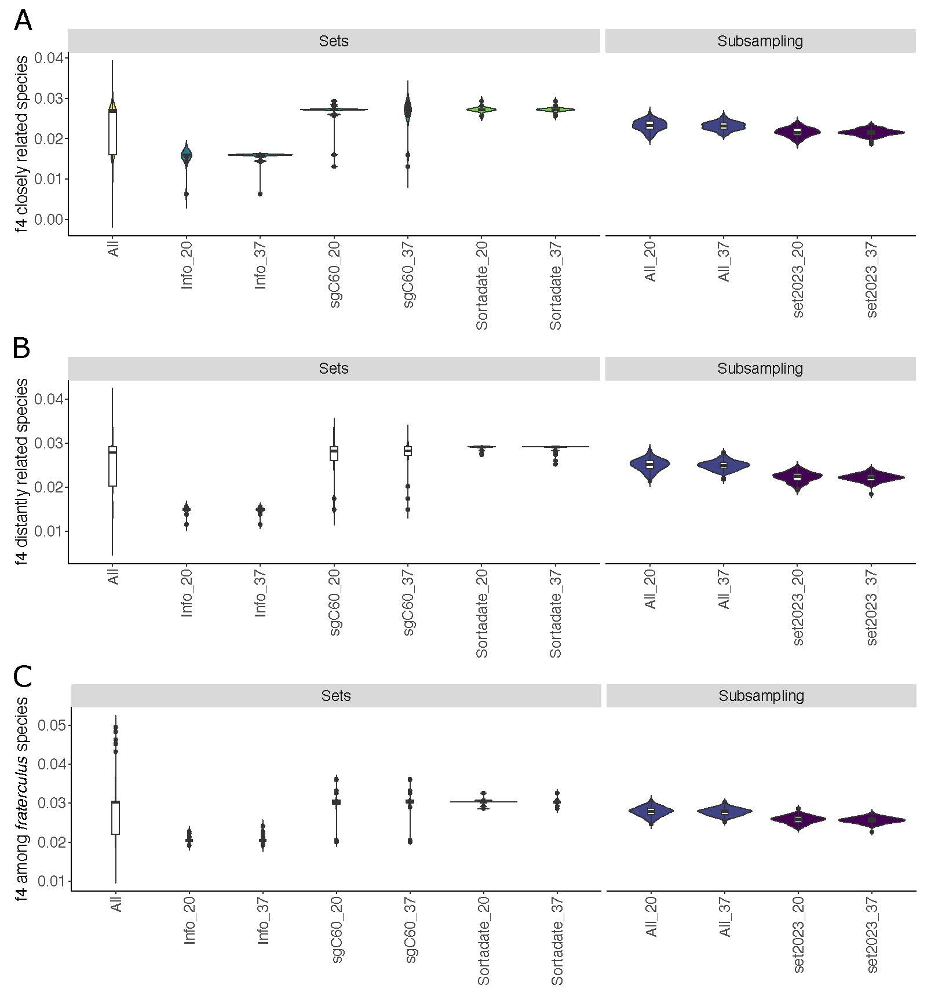 A
Sets
Subsampling
f4 closely related species
0.04
0.03
0.02
0.01
0.00
All
Info_20
Info_37
sgC60_20
sgC60_37
Sortadate_20
Sortadate_37
All_20
All_37
set2023_20
set2023_37
B
Sets
Subsampling
f4 distantly related species
0.04
0.03
0.02
0.01
All
Info_20
Info_37
sgC60_20
sgC60_37
Sortadate_20
Sortadate_37
All_20
All_37
set2023_20
set2023_37
C
Sets
Subsampling
f4 among fraterculus species
0.05
0.04
0.03
0.02
0.01
All
Info_20
Info_37
sgC60_20
sgC60_37
Sortadate_20
Sortadate_37
All_20
All_37
set2023_20
set2023_37